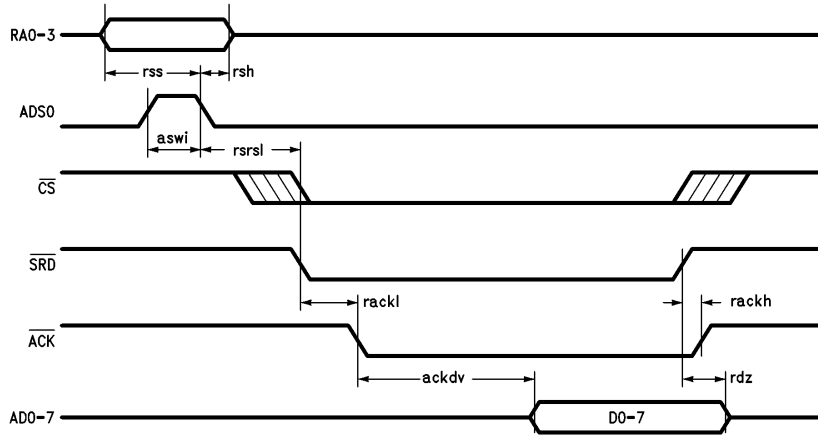 RA0-3
rss
rsh
ADS0
aswi
rsrsl
CS
SRD
rackl
rackh
ACK
ackdv
rdz
AD0-7
D0-7